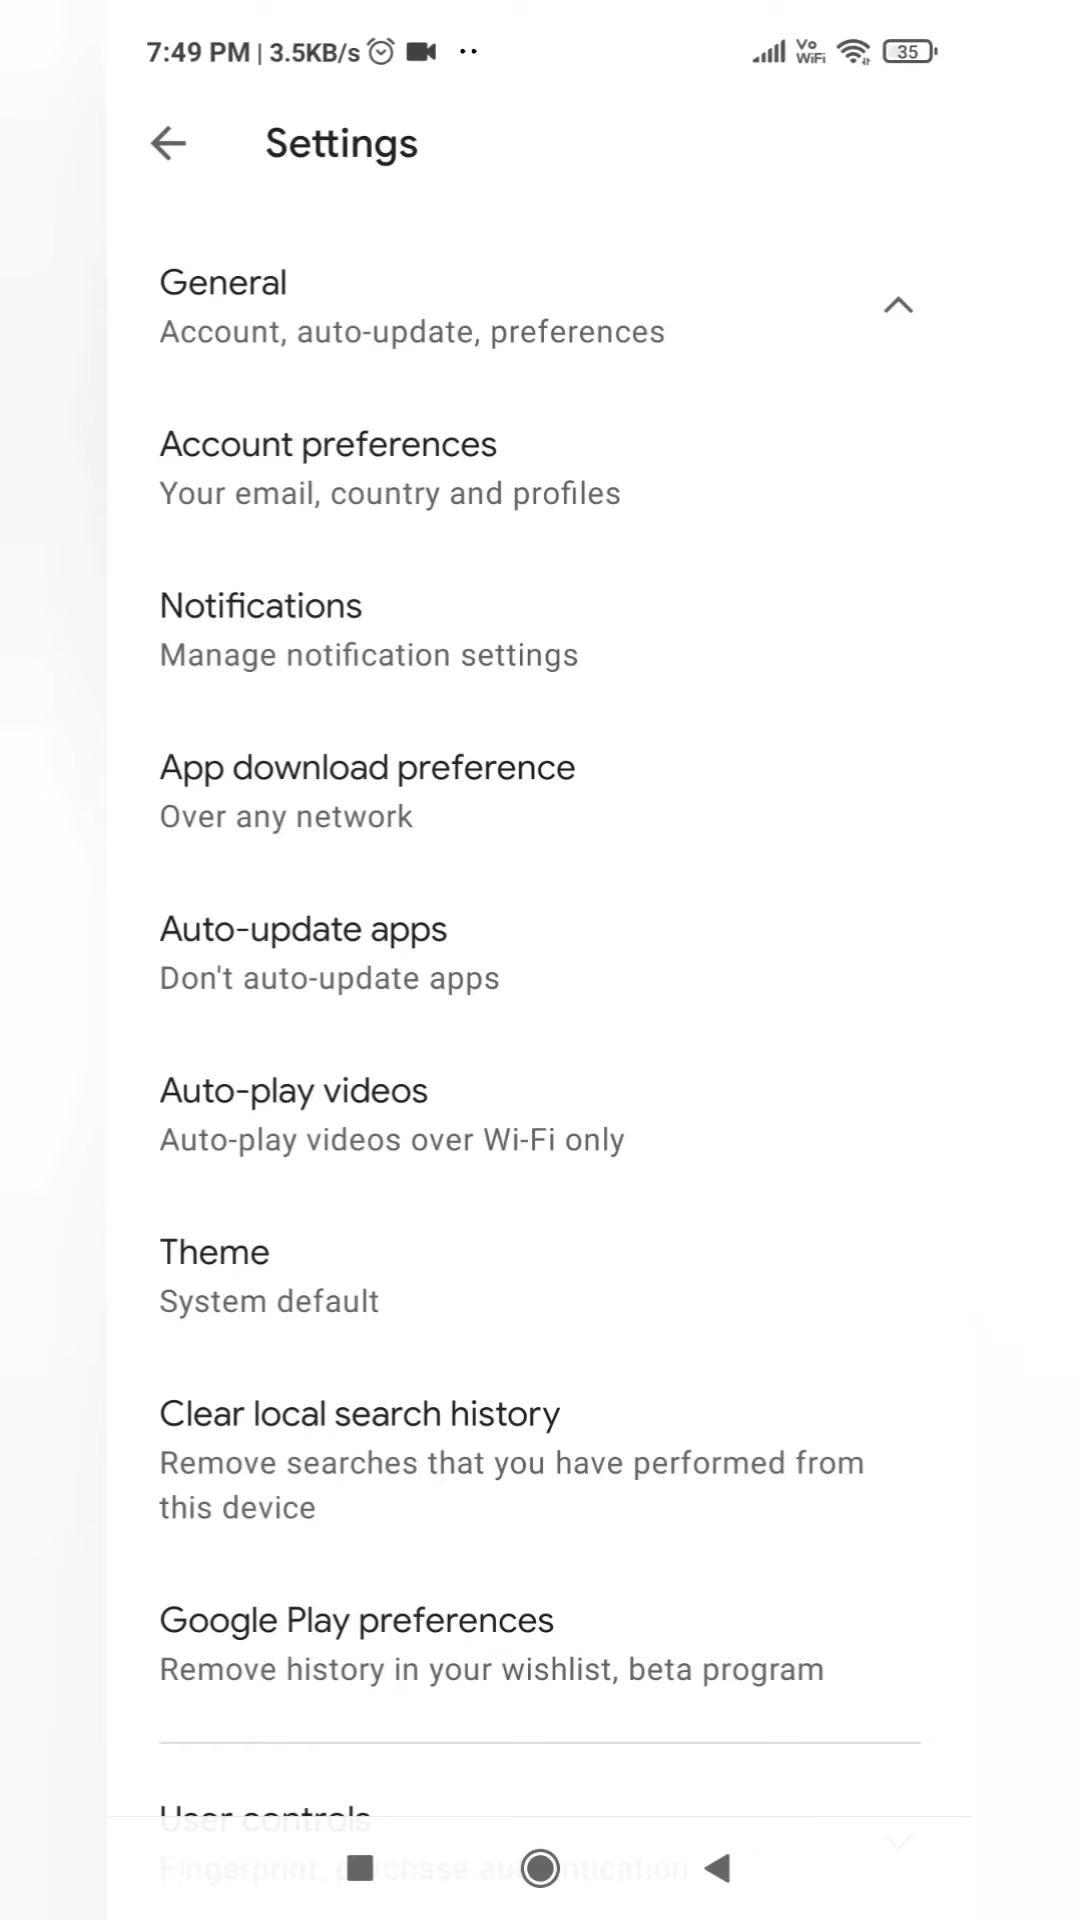 7:49 PM | 3.5KB/s Vo WiFi 35
Settings
General
Account, auto-update, preferences
Account preferences
Your email, country and profiles
Notifications
Manage notification settings
App download preference
Over any network
Auto-update apps
Don't auto-update apps
Auto-play videos
Auto-play videos over Wi-Fi only
Theme
System default
Clear local search history
Remove searches that you have performed from
this device
Google Play preferences
Remove history in your wishlist, beta program
User controls
Fingerprint,